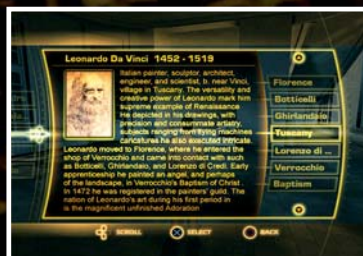 Leonardo Da Vinci 1452 - 1519
Italian painter, sculptor, architect,
engineer, and scientist, b. near Vinci,
village in Tuscany. The versatility and
creative power of Leonardo mark him
supreme example of Renaissance
He depicted in his drawings, with
precision and consummate artistry,
subjects ranging from flying machines
caricatures he also executed intricate
Leonardo moved to Florence, where he entered the
shop of Verrocchio and came into contact with such
as Botticelli, Ghirlandaio, and Lorenzo di Credi. Early
apprenticeship he painted an angel, and perhaps
of the landscape, in Verrocchio's Baptism of Christ.
In 1472 he was registered in the painters' guild. The
nation of Leonardo's art during his first period in
is the magnificent unfinished Adoration
Florence
Botticelli
Ghirlandaio
Tuscany
Lorenzo di ...
Verrocchio
Baptism
SCROLL
SELECT
BACK